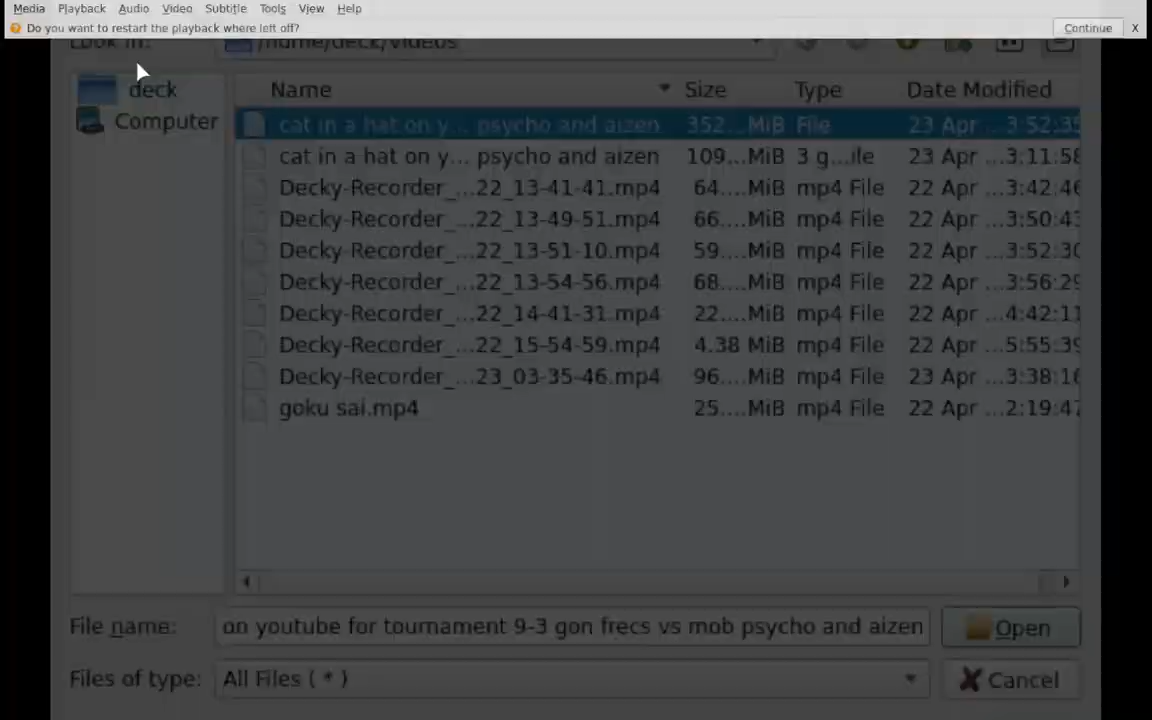 Media Playback Audio Video Subtitle Tools View Help
Do you want to restart the playback where left off? Continue X
Look in: /home/deck/Videos
deck
Computer
Name Size Type Date Modified
cat in a hat on y... psycho and aizen 352...MiB File 23 Apr ...3:52:35
cat in a hat on y... psycho and aizen 109...MiB 3 g...ile 23 Apr ...3:11:58
Decky-Recorder_...22_13-41-41.mp4 64....MiB mp4 File 22 Apr ...3:42:46
Decky-Recorder_...22_13-49-51.mp4 66....MiB mp4 File 22 Apr ...3:50:43
Decky-Recorder_...22_13-51-10.mp4 59....MiB mp4 File 22 Apr ...3:52:30
Decky-Recorder_...22_13-54-56.mp4 68....MiB mp4 File 22 Apr ...3:56:29
Decky-Recorder_...22_14-41-31.mp4 22....MiB mp4 File 22 Apr ...4:42:11
Decky-Recorder_...22_15-54-59.mp4 4.38 MiB mp4 File 22 Apr ...5:55:39
Decky-Recorder_...23_03-35-46.mp4 96....MiB mp4 File 23 Apr ...3:38:16
goku sai.mp4 25....MiB mp4 File 22 Apr ...2:19:47
File name: on youtube for tournament 9-3 gon frecs vs mob psycho and aizen Open
Files of type: All Files ( * ) Cancel